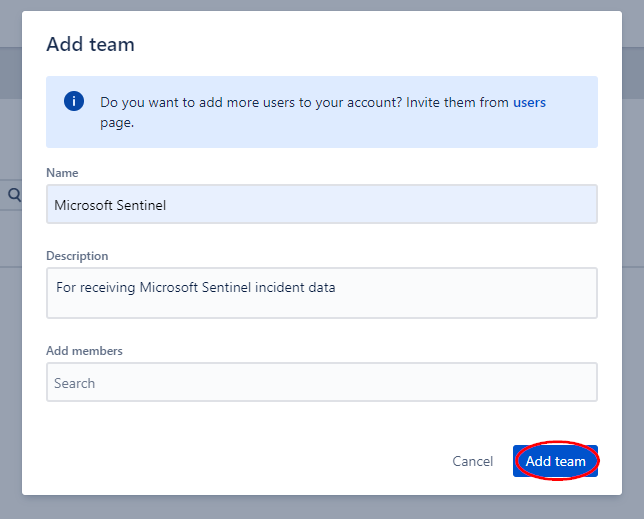 Add team
Do you want to add more users to your account? Invite them from users
page.
Name
Microsoft Sentinel
Description
For receiving Microsoft Sentinel incident data
Add members
Search
Cancel
Add team